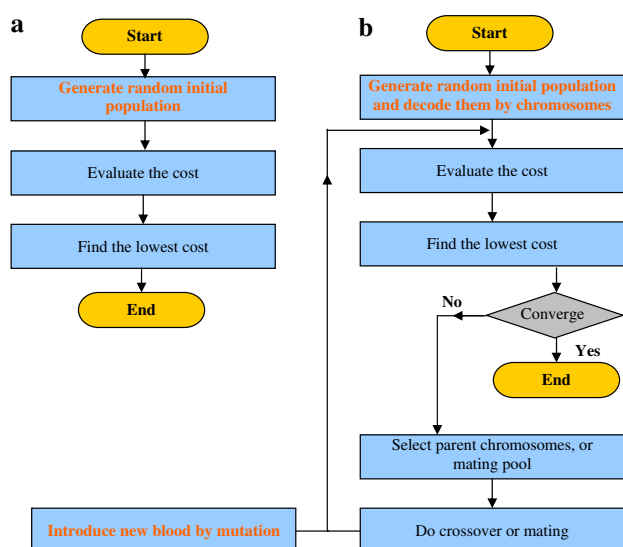 a
Start
Generate random initial
population
Evaluate the cost
Find the lowest cost
End
b
Start
Generate random initial population
and decode them by chromosomes
Evaluate the cost
Find the lowest cost
No
Converge
Yes
End
Select parent chromosomes, or
mating pool
Introduce new blood by mutation
Do crossover or mating